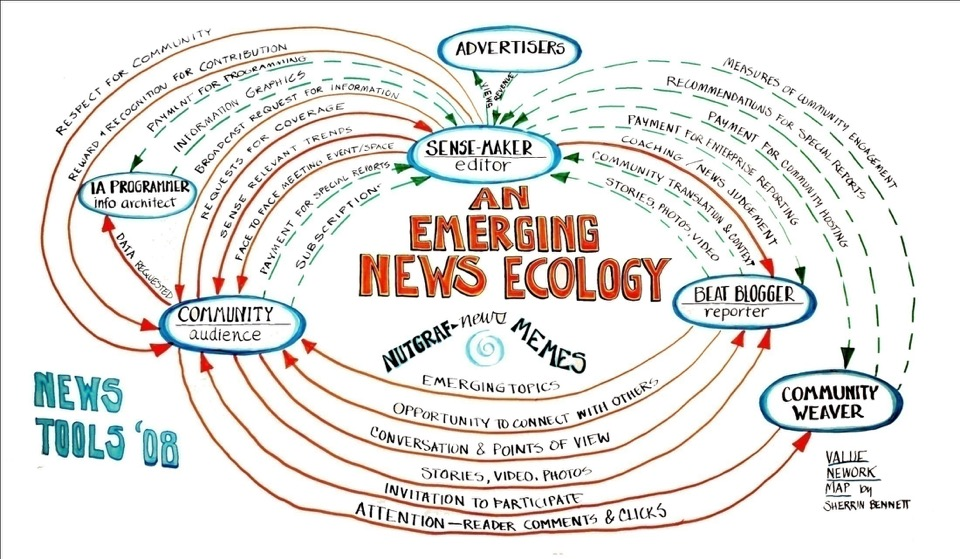 ADVERTISERS
VIEWS
REVENUE
RESPECT FOR COMMUNITY
REWARD & RECOGNITION FOR CONTRIBUTION
PAYMENT FOR PROGRAMMING
INFORMATION GRAPHICS
BROADCAST REQUEST FOR INFORMATION
REQUESTS FOR COVERAGE
SENSE RELEVANT TRENDS
FACE TO FACE MEETING EVENT/SPACE
PAYMENT FOR SPECIAL REPORTS
SUBSCRIPTION
MEASURES OF COMMUNITY ENGAGEMENT
RECOMMENDATIONS FOR SPECIAL REPORTS
PAYMENT FOR COMMUNITY HOSTING
PAYMENT FOR ENTERPRISE REPORTING
COACHING / NEWS JUDGEMENT
COMMUNITY TRANSLATION & CONTEXT
STORIES, PHOTOS, VIDEO
SENSE-MAKER
editor
IA PROGRAMMER
info architect
DATA REQUESTED
AN
EMERGING
NEWS ECOLOGY
COMMUNITY
audience
BEAT BLOGGER
reporter
NUTGRAF-news MEMES
COMMUNITY
WEAVER
EMERGING TOPICS
OPPORTUNITY TO CONNECT WITH OTHERS
CONVERSATION & POINTS OF VIEW
STORIES, VIDEO, PHOTOS
INVITATION TO PARTICIPATE
ATTENTION — READER COMMENTS & CLICKS
NEWS
TOOLS '08
VALUE
NEWORK
MAP by
SHERRIN BENNETT